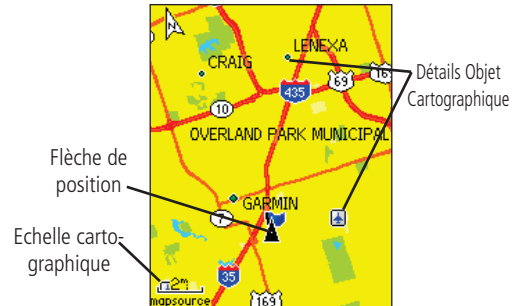 N
LENEXA
CRAIG
69
169
435
10
OVERLAND PARK MUNICIPAL
GARMIN
7
35
2m
mapsource
169
Détails Objet
Cartographique
Flèche de
position
Echelle carto-
graphique